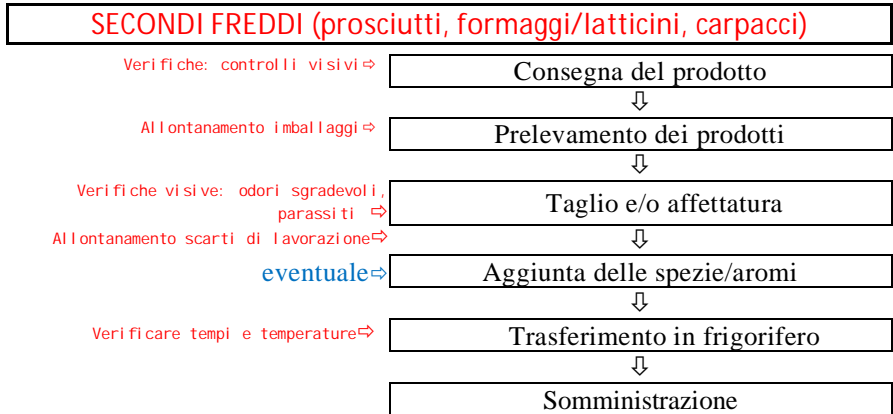 SECONDI FREDDI (prosciutti, formaggi/latticini, carpacci)
Verifiche: controlli visivi⇨ Consegna del prodotto
⇩
Allontanamento imballaggi⇨ Prelevamento dei prodotti
⇩
Verifiche visive: odori sgradevoli,
parassiti ⇨ Taglio e/o affettatura
Allontanamento scarti di lavorazione⇨ ⇩
eventuale⇨ Aggiunta delle spezie/aromi
⇩
Verificare tempi e temperature⇨ Trasferimento in frigorifero
⇩
Somministrazione